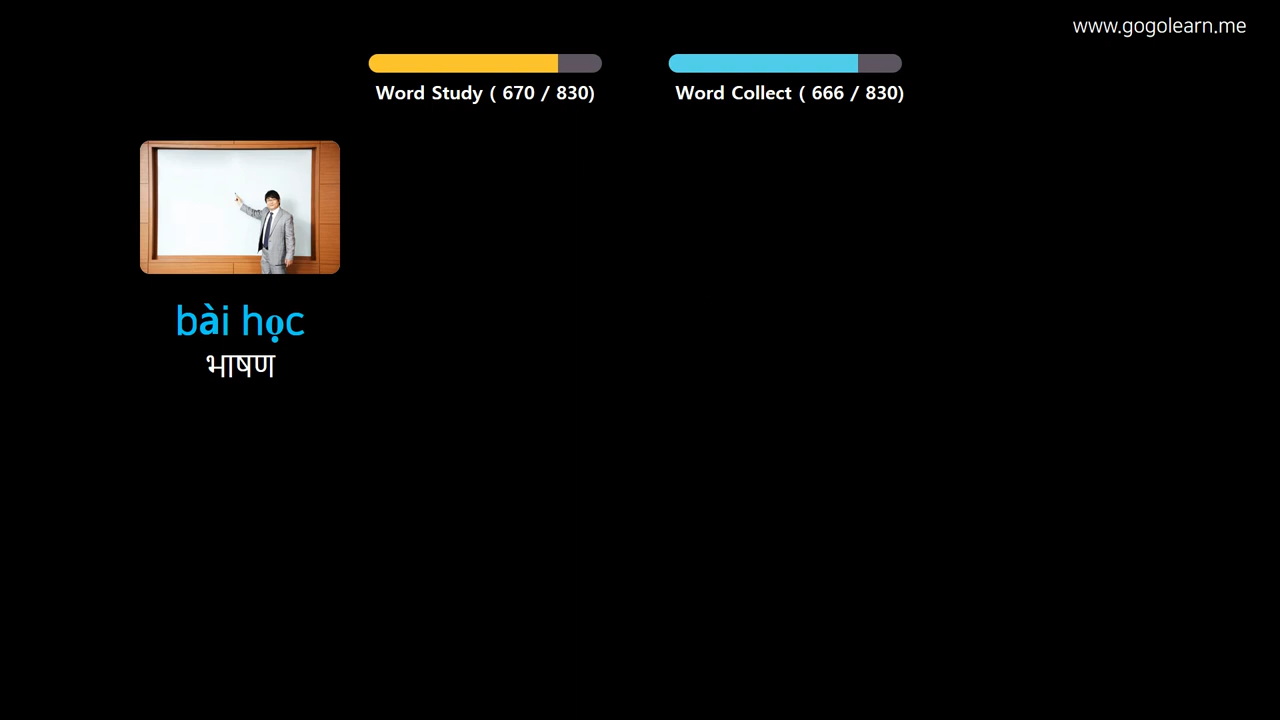 www.gogolearn.me
Word Study ( 670 / 830)
Word Collect ( 666 / 830)
bài học
भाषण